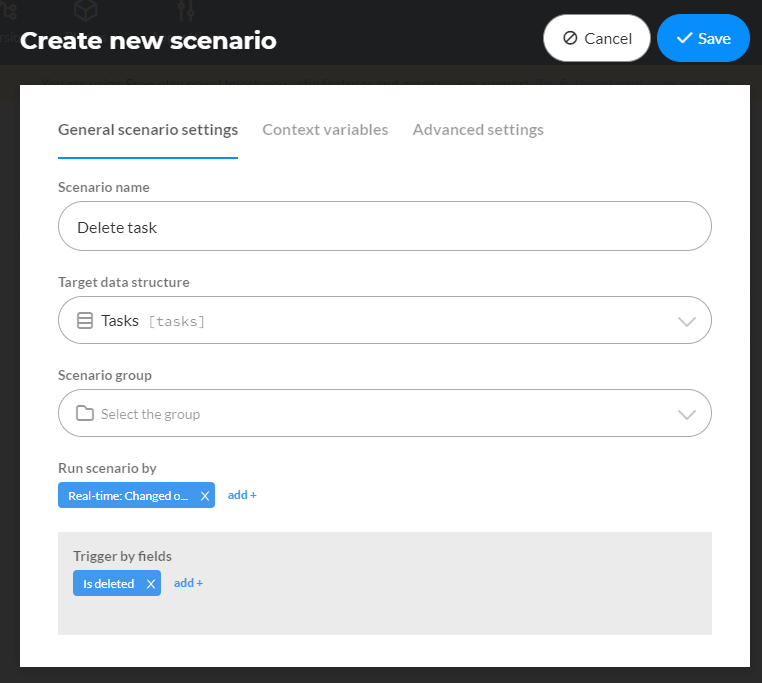 Create new scenario
Cancel
Save
General scenario settings
Context variables
Advanced settings
Scenario name
Delete task
Target data structure
Tasks [tasks]
Scenario group
Select the group
Run scenario by
Real-time: Changed o...
add +
Trigger by fields
Is deleted
add +